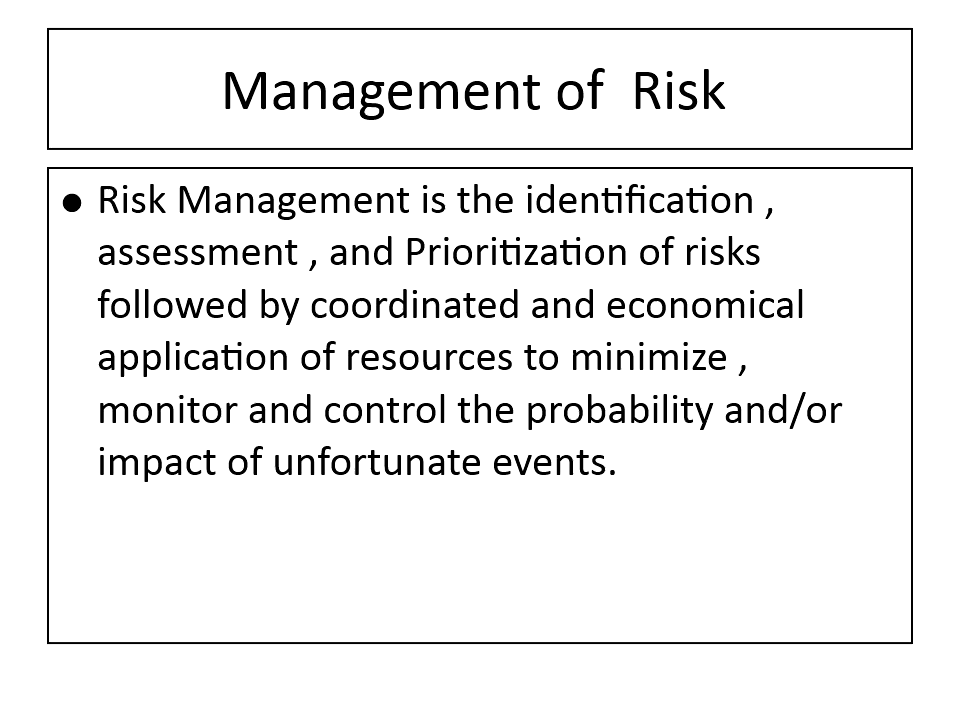 Management of  Risk
● Risk Management is the identification ,
assessment , and Prioritization of risks
followed by coordinated and economical
application of resources to minimize ,
monitor and control the probability and/or
impact of unfortunate events.